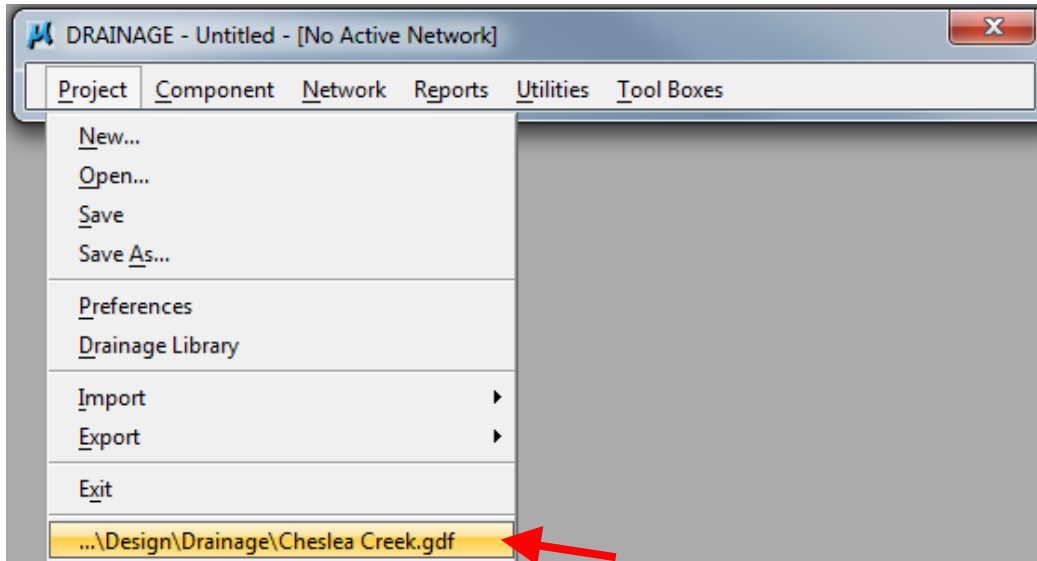 DRAINAGE - Untitled - [No Active Network]
Project Component Network Reports Utilities Tool Boxes
New...
Open...
Save
Save As...
Preferences
Drainage Library
Import
Export
Exit
...\Design\Drainage\Cheslea Creek.gdf